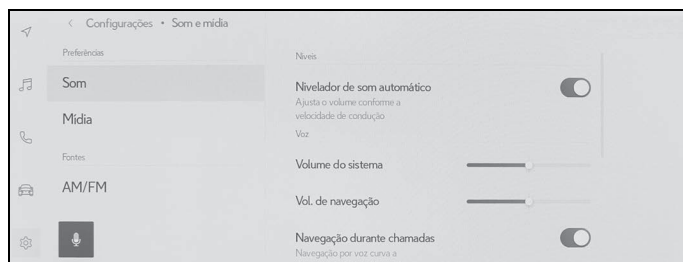 Configurações • Som e mídia
Preferências
Som
Mídia
Fontes
AM/FM
Níveis
Nivelador de som automático
Ajusta o volume conforme a
velocidade de condução
Voz
Volume do sistema
Vol. de navegação
Navegação durante chamadas
Navegação por voz curva a